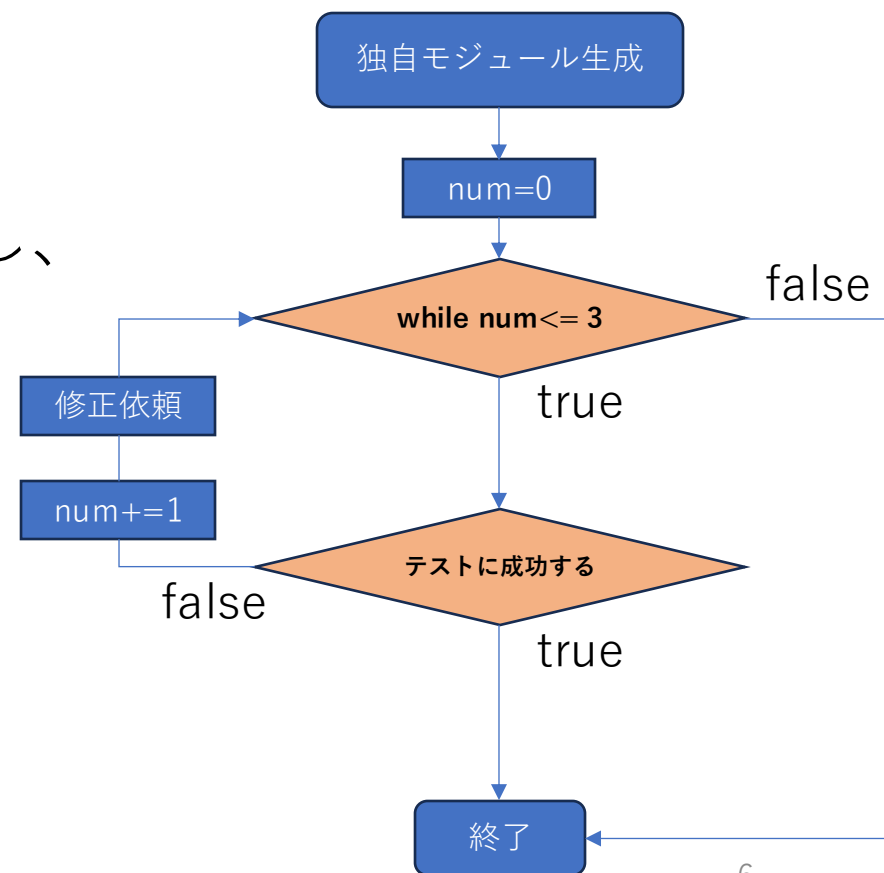 独自モジュール生成
num=0
し、
while num<= 3
false
true
修正依頼
num+=1
テストに成功する
false
true
終了